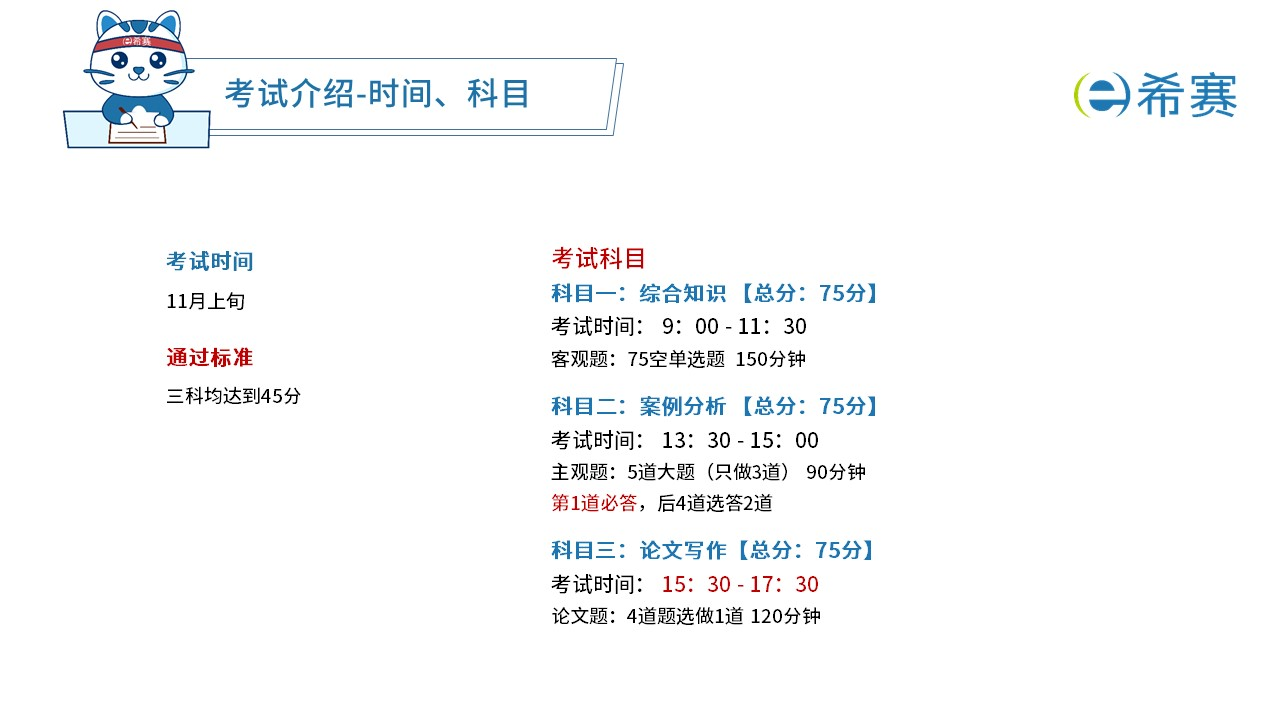 希赛
考试介绍-时间、科目
希赛
考试时间
11月上旬
通过标准
三科均达到45分
考试科目
科目一：综合知识 【总分：75分】
考试时间： 9：00 - 11：30
客观题：75空单选题 150分钟
科目二：案例分析 【总分：75分】
考试时间： 13：30 - 15：00
主观题：5道大题（只做3道） 90分钟
第1道必答，后4道选答2道
科目三：论文写作【总分：75分】
考试时间： 15：30 - 17：30
论文题：4道题选做1道 120分钟